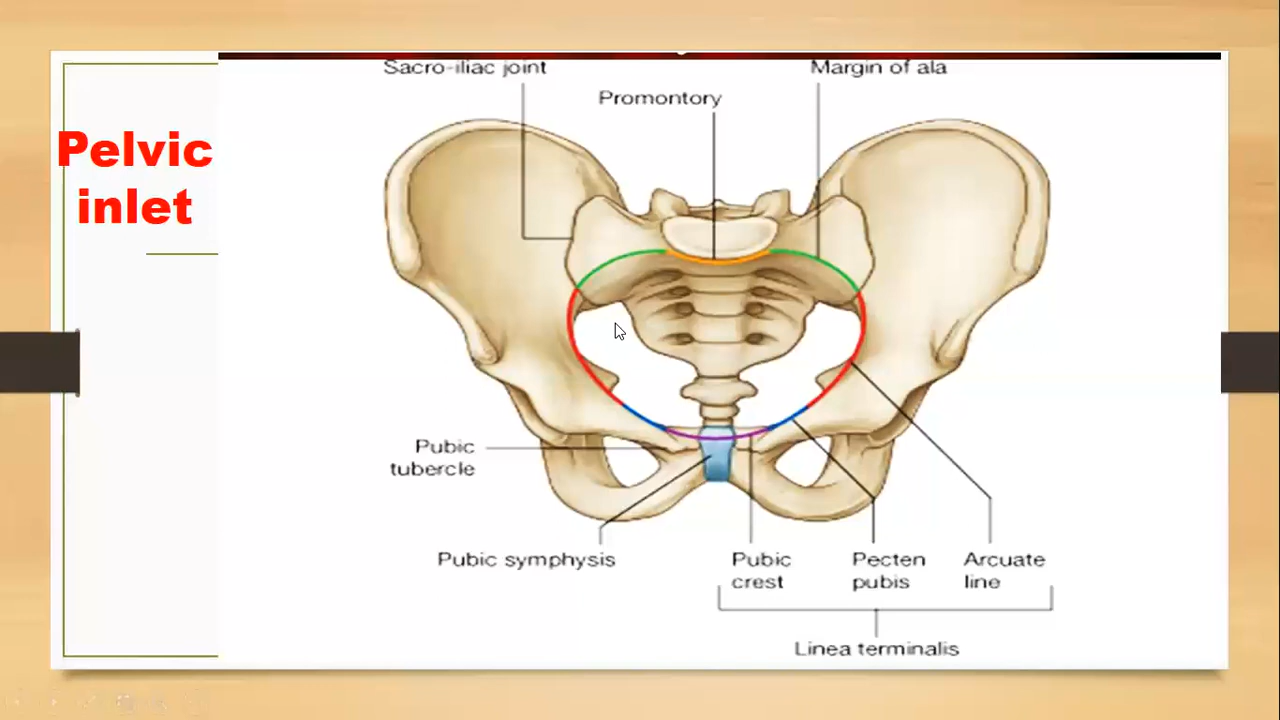 Pelvic
inlet
Sacro-iliac joint
Margin of ala
Promontory
Pubic
tubercle
Pubic symphysis
Pubic
crest
Pecten
pubis
Arcuate
line
Linea terminalis